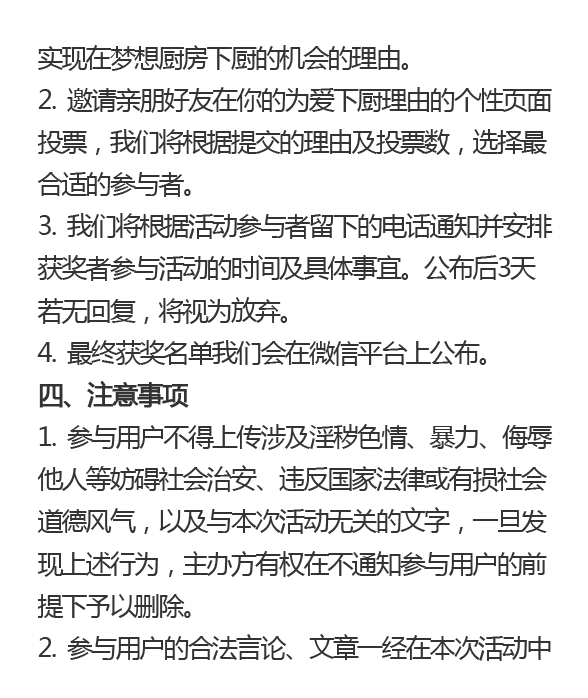 实现在梦想厨房下厨的机会的理由。
2. 邀请亲朋好友在你的为爱下厨理由的个性页面
投票，我们将根据提交的理由及投票数，选择最
合适的参与者。
3. 我们将根据活动参与者留下的电话通知并安排
获奖者参与活动的时间及具体事宜。公布后3天
若无回复，将视为放弃。
4. 最终获奖名单我们会在微信平台上公布。
四、注意事项
1. 参与用户不得上传涉及淫秽色情、暴力、侮辱
他人等妨碍社会治安、违反国家法律或有损社会
道德风气，以及与本次活动无关的文字，一旦发
现上述行为，主办方有权在不通知参与用户的前
提下予以删除。
2. 参与用户的合法言论、文章一经在本次活动中